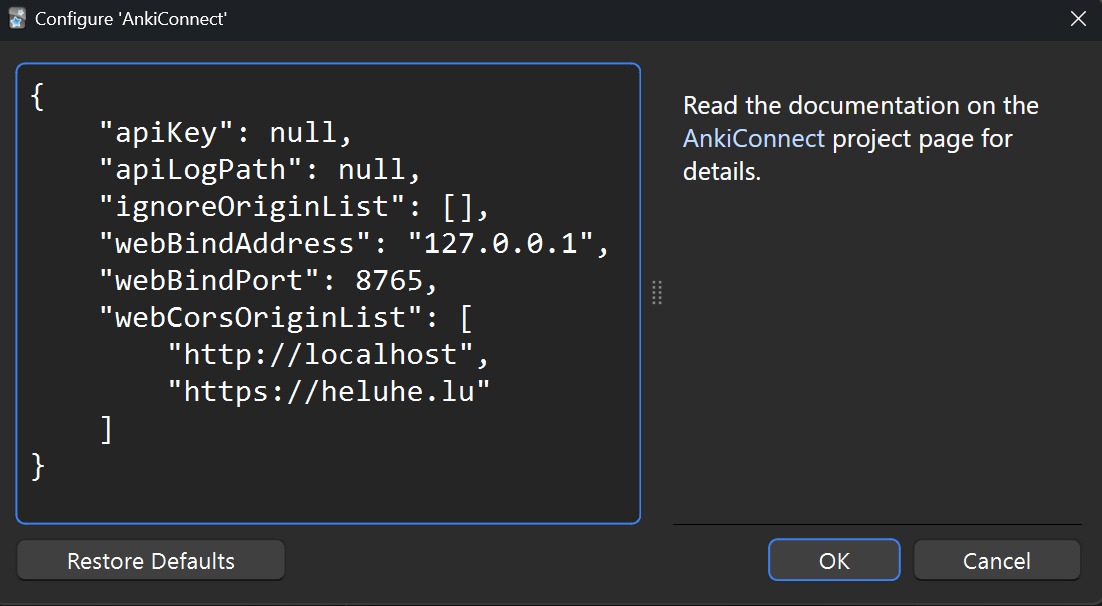 Configure 'AnkiConnect'
{
    "apiKey": null,
    "apiLogPath": null,
    "ignoreOriginList": [],
    "webBindAddress": "127.0.0.1",
    "webBindPort": 8765,
    "webCorsOriginList": [
        "http://localhost",
        "https://heluhe.lu"
    ]
}
Read the documentation on the
AnkiConnect project page for
details.
Restore Defaults
OK
Cancel